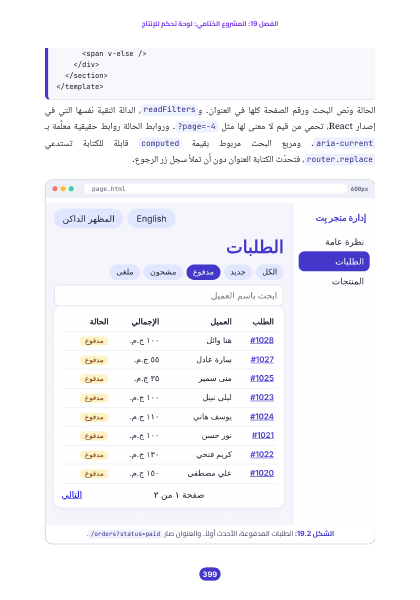 الفصل 19: المشروع الختامي: لوحة تحكم للإنتاج
<span v-else />
</div>
</section>
</template>
الحالة ونص البحث ورقم الصفحة كلها في العنوان. و readFilters، الدالة النقية نفسها التي في
إصدار React، تحمي من قيم لا معنى لها مثل ?page=-4. وروابط الحالة روابط حقيقية معلّمة بـ
aria-current. ومربع البحث مربوط بقيمة computed قابلة للكتابة تستدعي
router.replace، فتحدّث الكتابة العنوان دون أن تملأ سجل زر الرجوع.
page.html
600px
إدارة متجر بِت
نظرة عامة
الطلبات
المنتجات
English
المظهر الداكن
الطلبات
الكل
جديد
مدفوع
مشحون
ملغى
ابحث باسم العميل
الطلب العميل الإجمالي الحالة
#1028 هنا وائل ١٠٠ ج.م. مدفوع
#1027 سارة عادل ٥٥ ج.م. مدفوع
#1025 منى سمير ٣٥ ج.م. مدفوع
#1023 ليلى نبيل ١٠٠ ج.م. مدفوع
#1024 يوسف هاني ١١٠ ج.م. مدفوع
#1021 نور حسن ١٠٠ ج.م. مدفوع
#1022 كريم فتحي ١٣٠ ج.م. مدفوع
#1020 علي مصطفى ١٥٠ ج.م. مدفوع
صفحة ١ من ٢
التالي
الشكل 19.2: الطلبات المدفوعة، الأحدث أولاً، والعنوان صار /orders?status=paid.
399